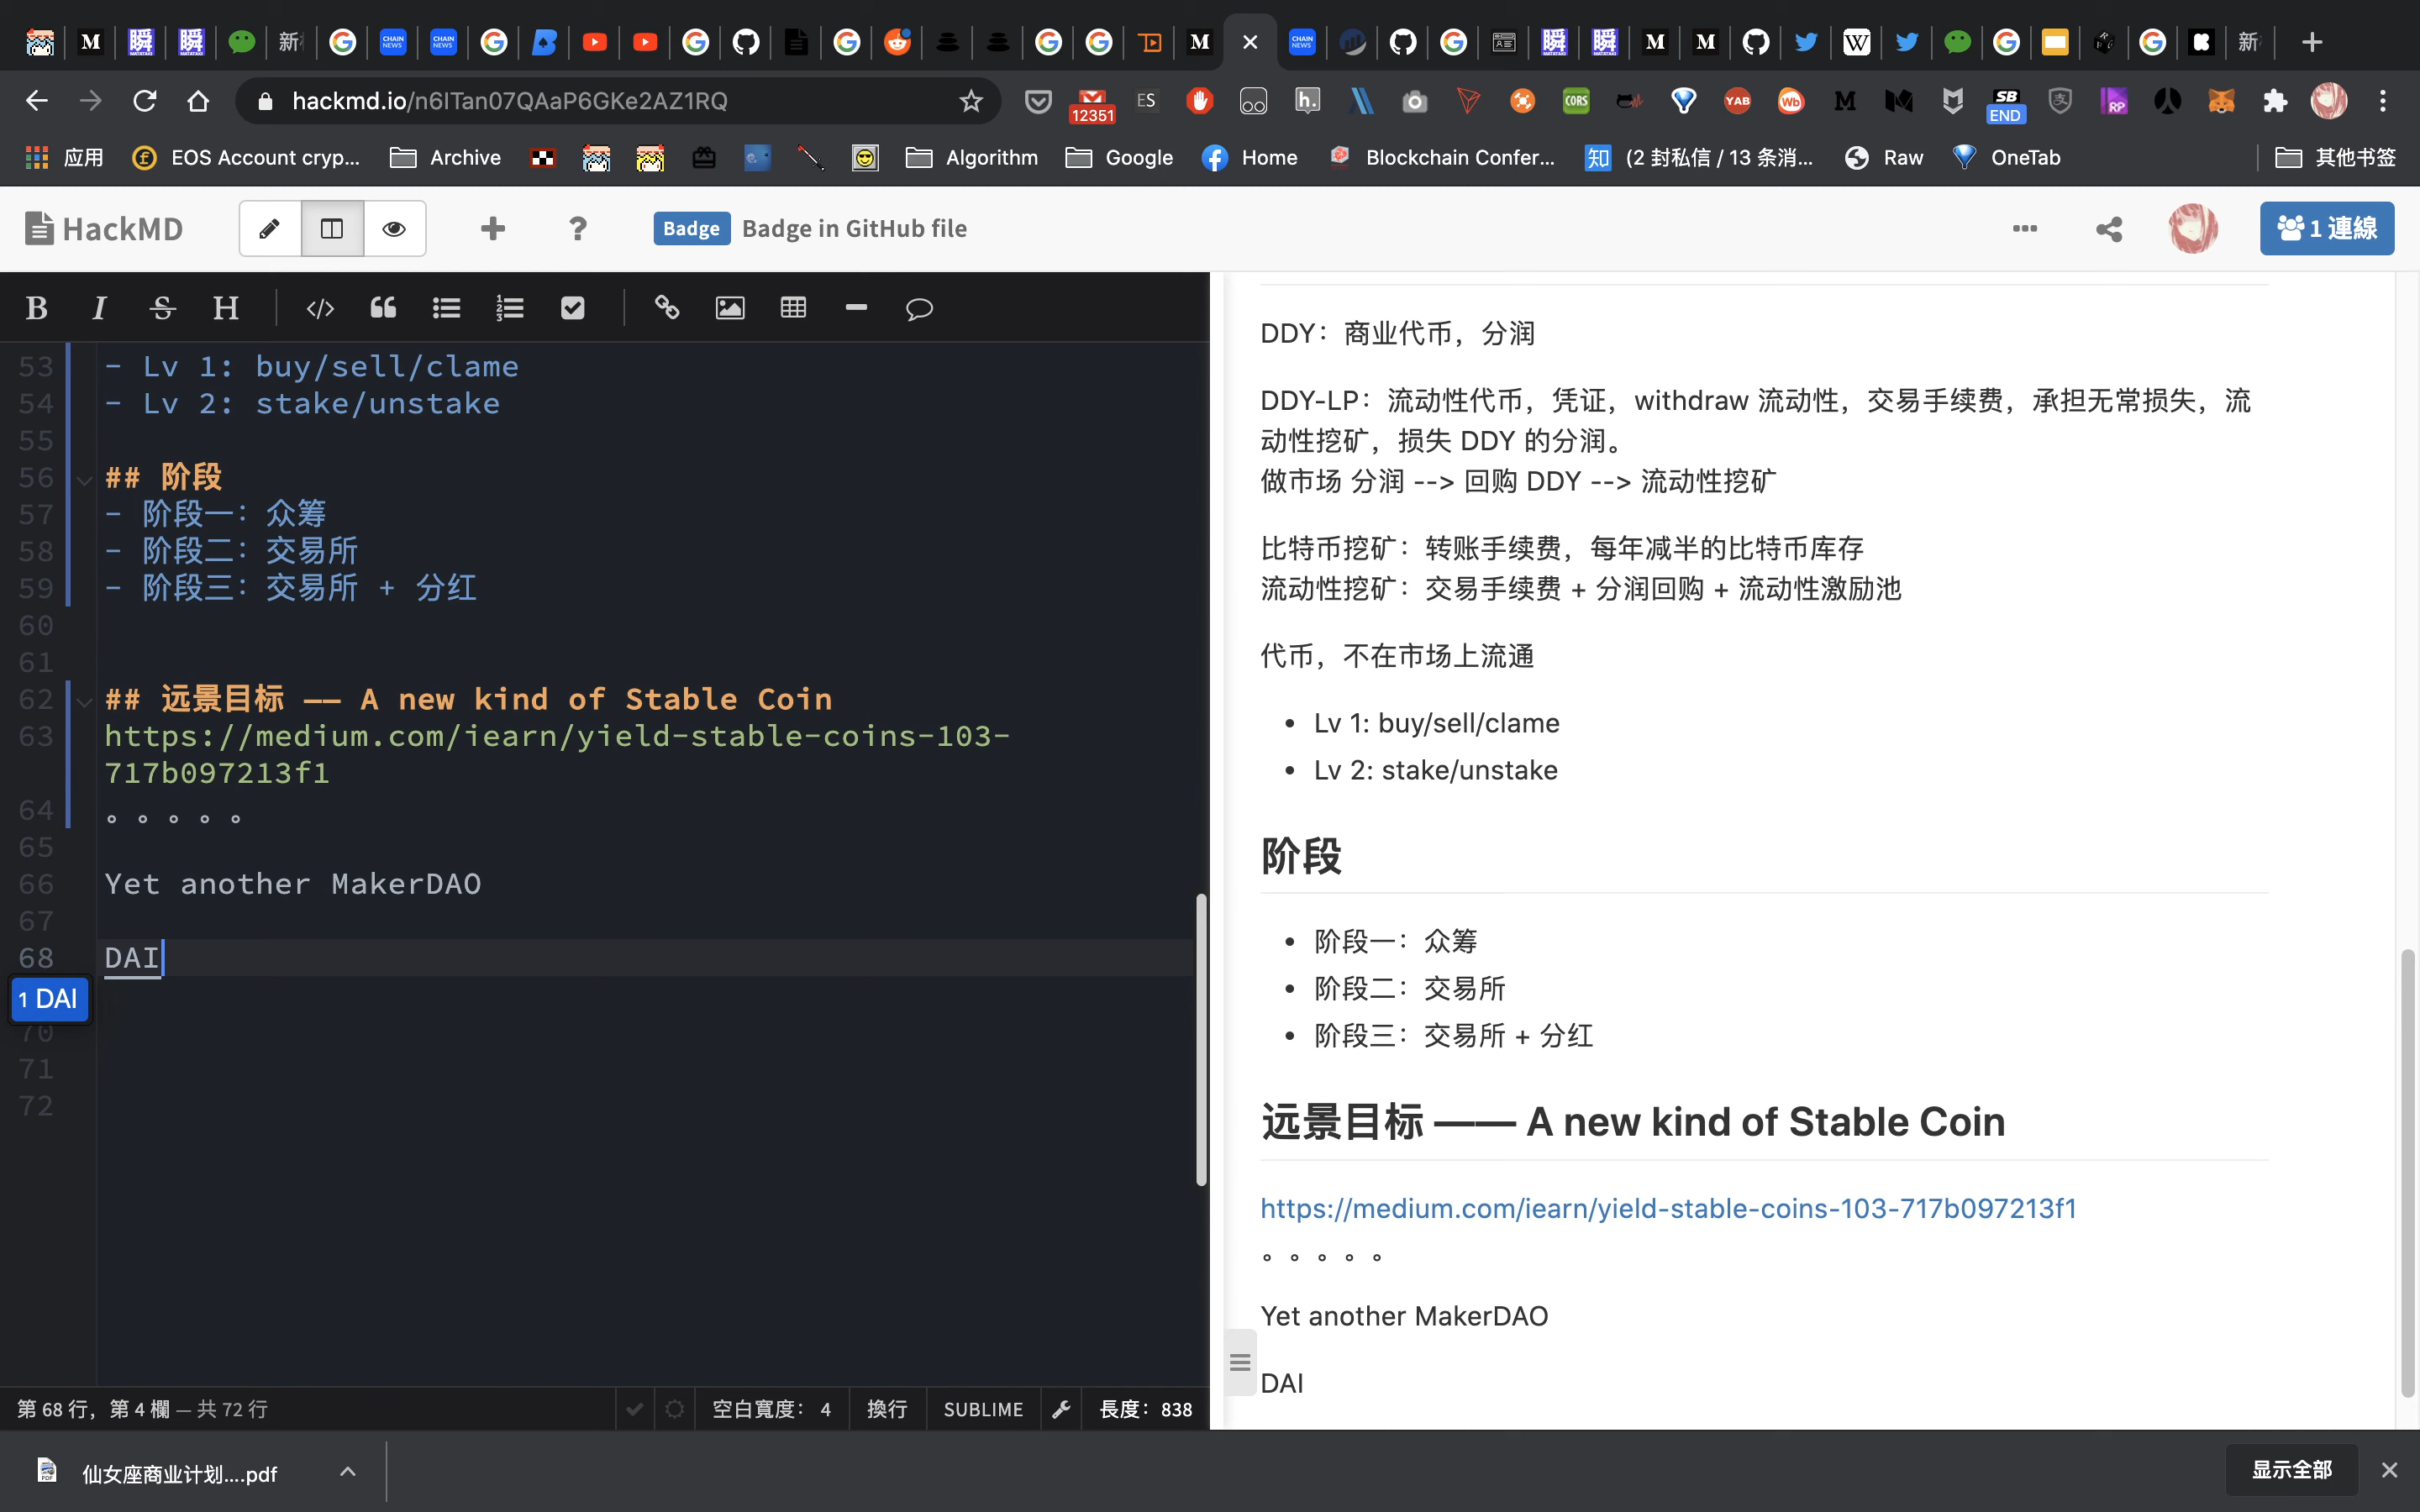 新
新
hackmd.io/n6ITan07QAaP6GKe2AZ1RQ
12351
ES
h.
CORS
YAB
Wb
SB
END
RP
应用
EOS Account cryp...
Archive
Algorithm
Google
Home
Blockchain Confer...
知
(2 封私信 / 13 条消...
Raw
OneTab
其他书签
HackMD
Badge
Badge in GitHub file
1 連線
53 - Lv 1: buy/sell/clame
54 - Lv 2: stake/unstake
55
56 ## 阶段
57 - 阶段一：众筹
58 - 阶段二：交易所
59 - 阶段三：交易所 + 分红
60
61
62 ## 远景目标 —— A new kind of Stable Coin
63 https://medium.com/iearn/yield-stable-coins-103-
717b097213f1
64 。。。。。
65
66 Yet another MakerDAO
67
68 DAI
1 DAI
70
71
72
第 68 行，第 4 欄 — 共 72 行
空白寬度： 4
換行
SUBLIME
長度： 838
DDY：商业代币，分润
DDY-LP：流动性代币，凭证，withdraw 流动性，交易手续费，承担无常损失，流
动性挖矿，损失 DDY 的分润。
做市场 分润 --> 回购 DDY --> 流动性挖矿
比特币挖矿：转账手续费，每年减半的比特币库存
流动性挖矿：交易手续费 + 分润回购 + 流动性激励池
代币，不在市场上流通
• Lv 1: buy/sell/clame
• Lv 2: stake/unstake
阶段
• 阶段一：众筹
• 阶段二：交易所
• 阶段三：交易所 + 分红
远景目标 —— A new kind of Stable Coin
https://medium.com/iearn/yield-stable-coins-103-717b097213f1
。。。。。
Yet another MakerDAO
DAI
仙女座商业计划....pdf
显示全部